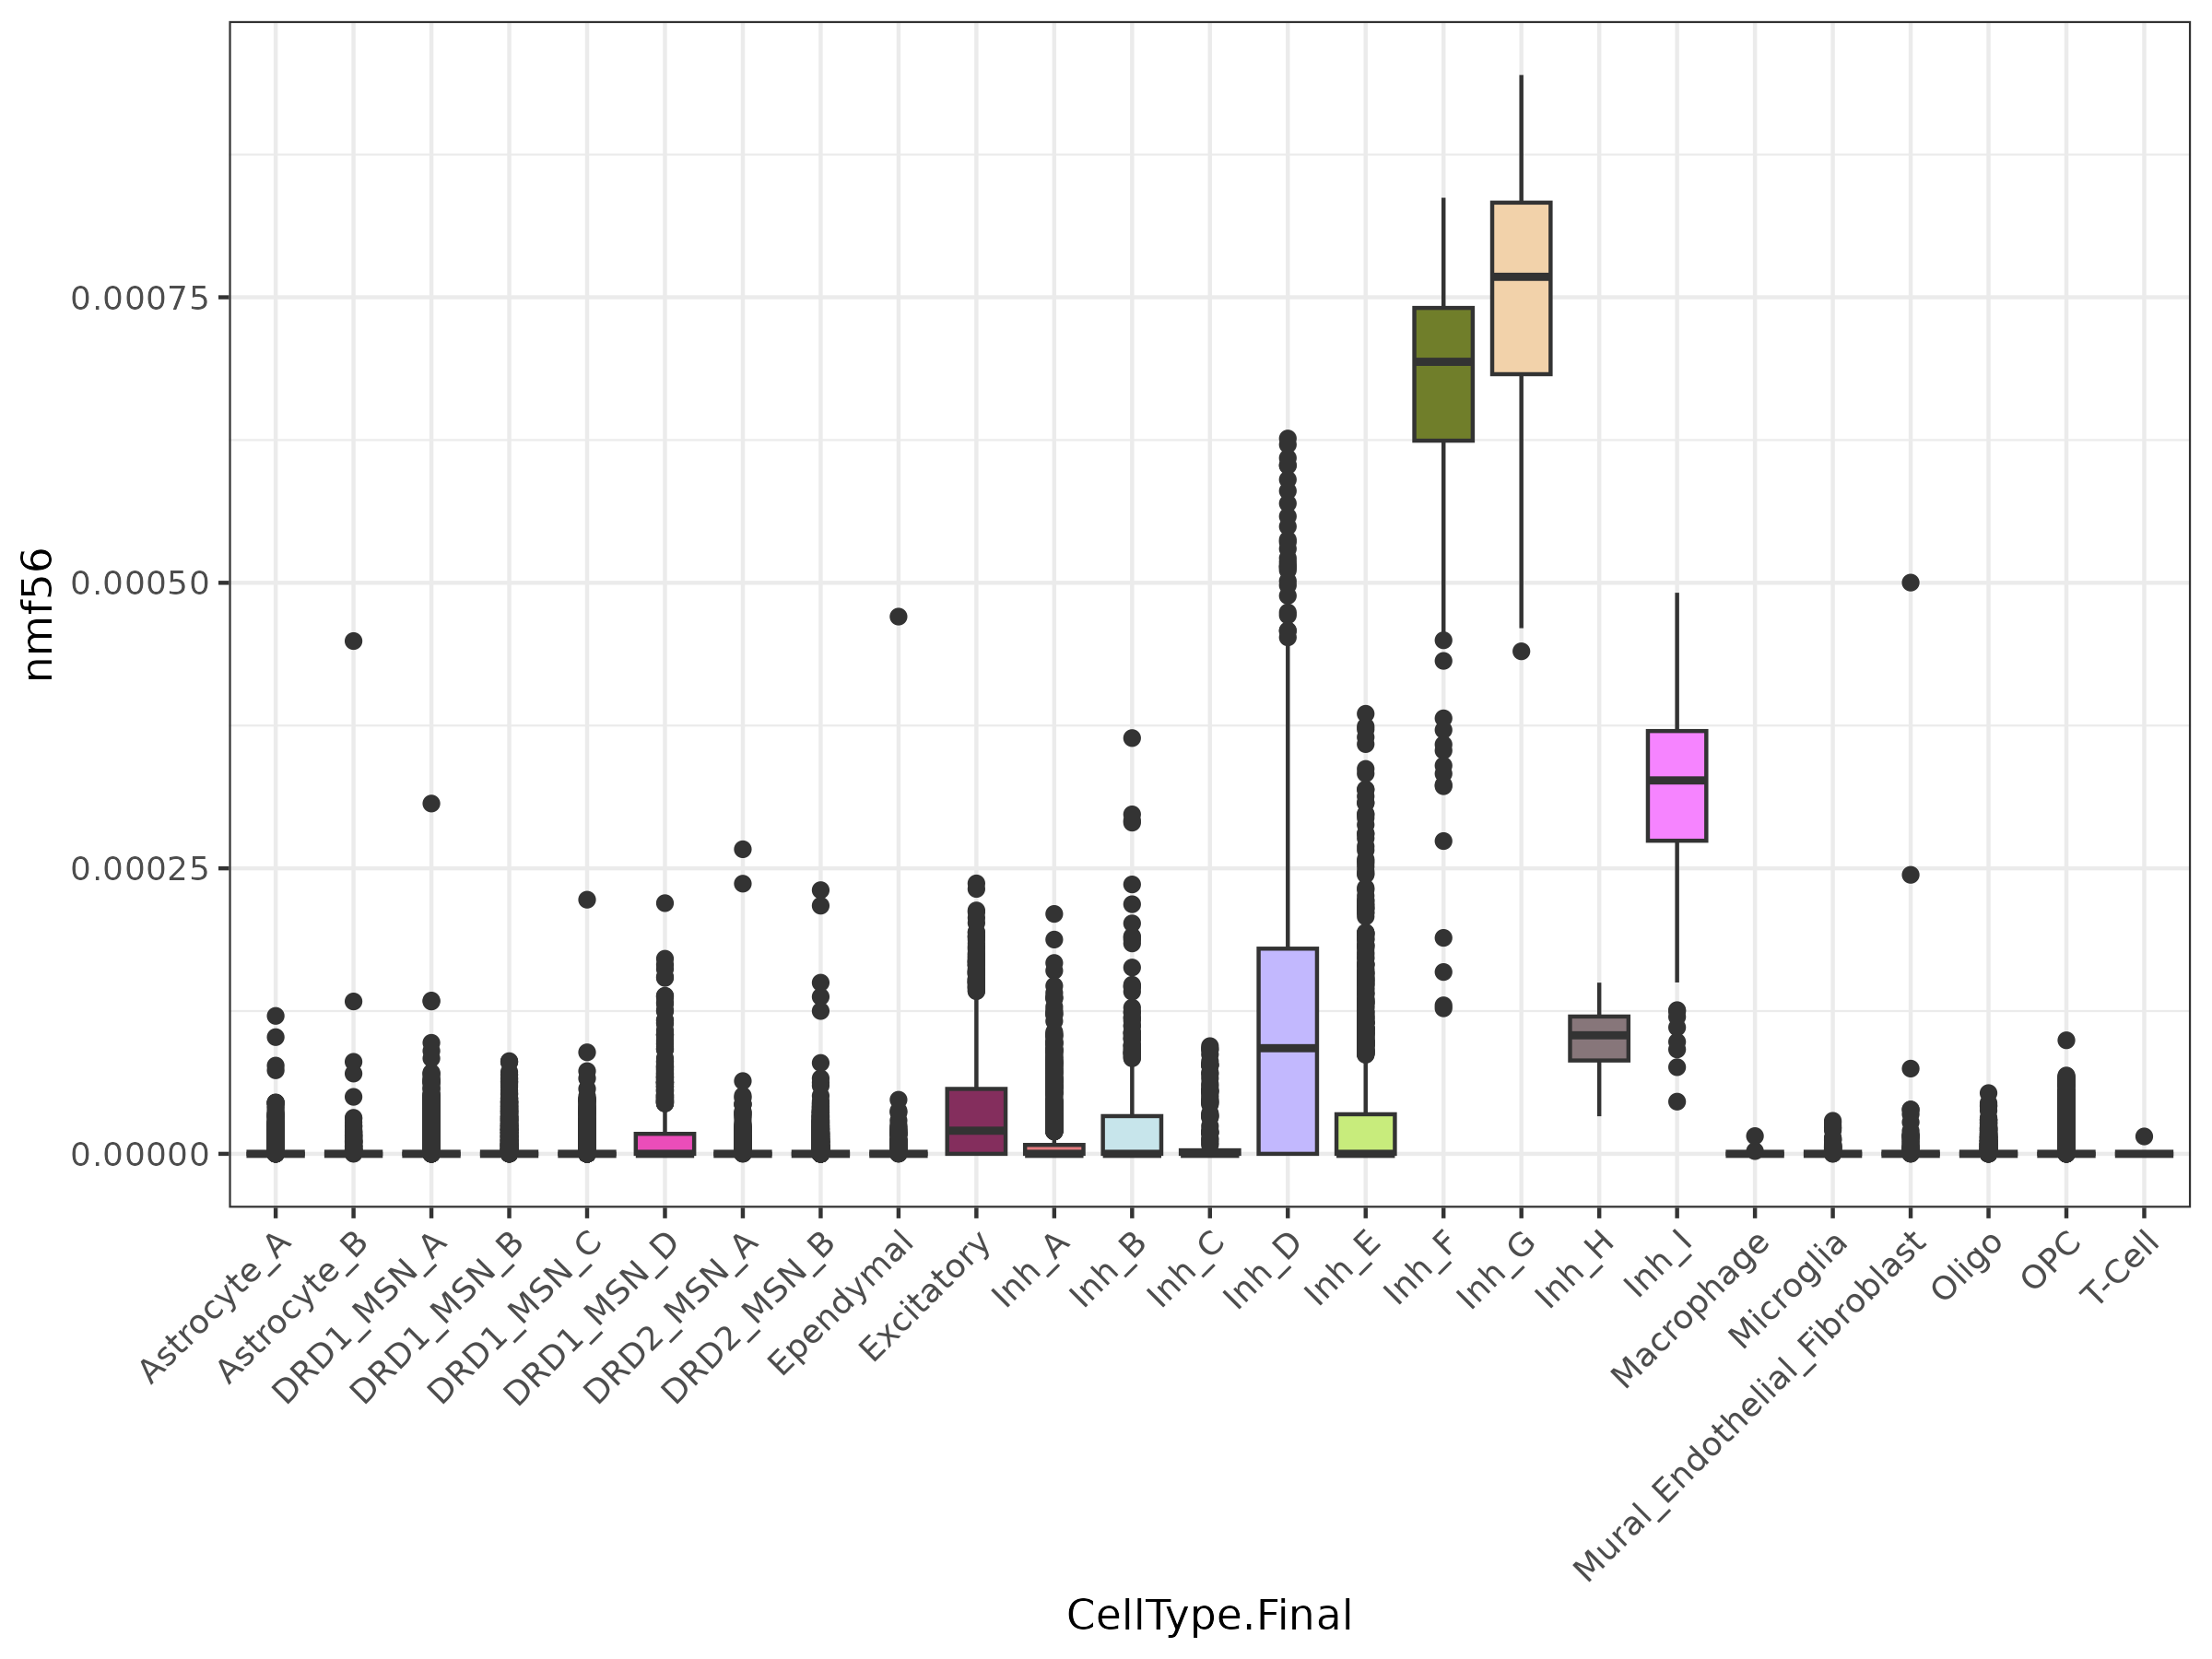 nmf56
0.00075
0.00050
0.00025
0.00000
Astrocyte_A
Astrocyte_B
DRD1_MSN_A
DRD1_MSN_B
DRD1_MSN_C
DRD1_MSN_D
DRD2_MSN_A
DRD2_MSN_B
Ependymal
Excitatory
Inh_A
Inh_B
Inh_C
Inh_D
Inh_E
Inh_F
Inh_G
Inh_H
Inh_I
Macrophage
Microglia
Mural_Endothelial_Fibroblast
Oligo
OPC
T-Cell
CellType.Final